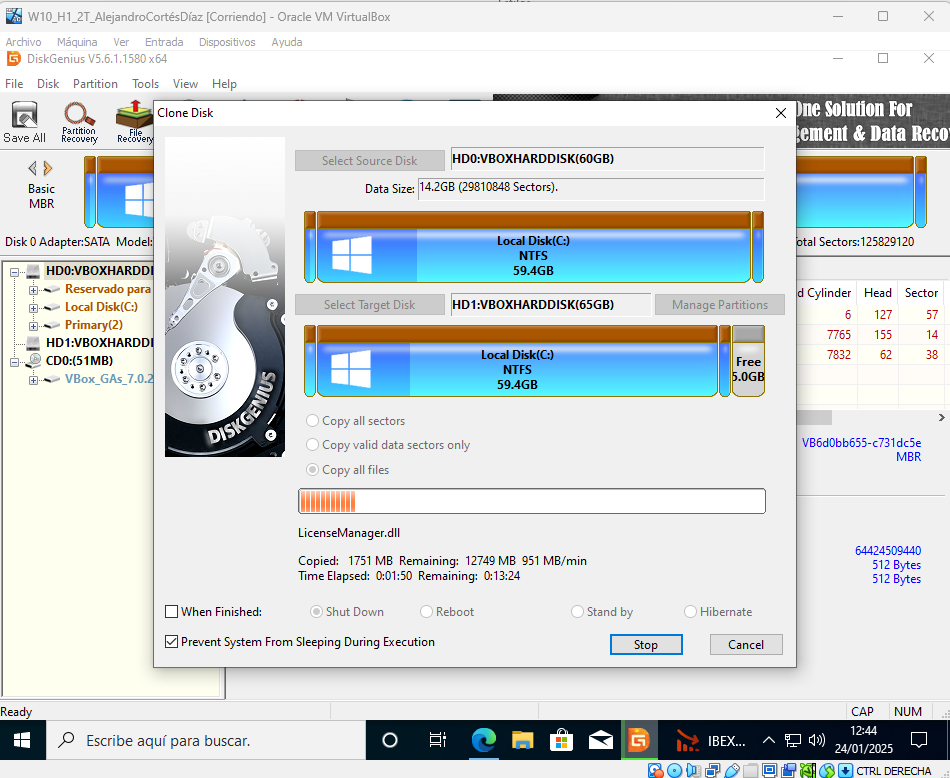 W10_H1_2T_AlejandroCortésDíaz [Corriendo] - Oracle VM VirtualBox
Archivo Máquina Ver Entrada Dispositivos Ayuda
DiskGenius V5.6.1.1580 x64
File Disk Partition Tools View Help
Save All
Partition Recovery
File Recovery
One Solution For
ement & Data Reco
Basic
MBR
Disk 0 Adapter:SATA Model:
otal Sectors:125829120
HD0:VBOXHARDDI
Reservado para
Local Disk(C:)
Primary(2)
HD1:VBOXHARDDI
CD0:(51MB)
VBox_GAs_7.0.2
Clone Disk
Select Source Disk HD0:VBOXHARDDISK(60GB)
Data Size: 14.2GB (29810848 Sectors).
Local Disk(C:)
NTFS
59.4GB
Select Target Disk HD1:VBOXHARDDISK(65GB) Manage Partitions
Local Disk(C:)
NTFS
59.4GB
Free
5.0GB
Copy all sectors
Copy valid data sectors only
Copy all files
DISKGENIUS
LicenseManager.dll
Copied: 1751 MB Remaining: 12749 MB 951 MB/min
Time Elapsed: 0:01:50 Remaining: 0:13:24
When Finished: Shut Down Reboot Stand by Hibernate
Prevent System From Sleeping During Execution
Stop Cancel
d Cylinder Head Sector
6 127 57
7765 155 14
7832 62 38
VB6d0bb655-c731dc5e
MBR
64424509440
512 Bytes
512 Bytes
Ready CAP NUM
Escribe aquí para buscar.
IBEX...
12:44
24/01/2025
CTRL DERECHA